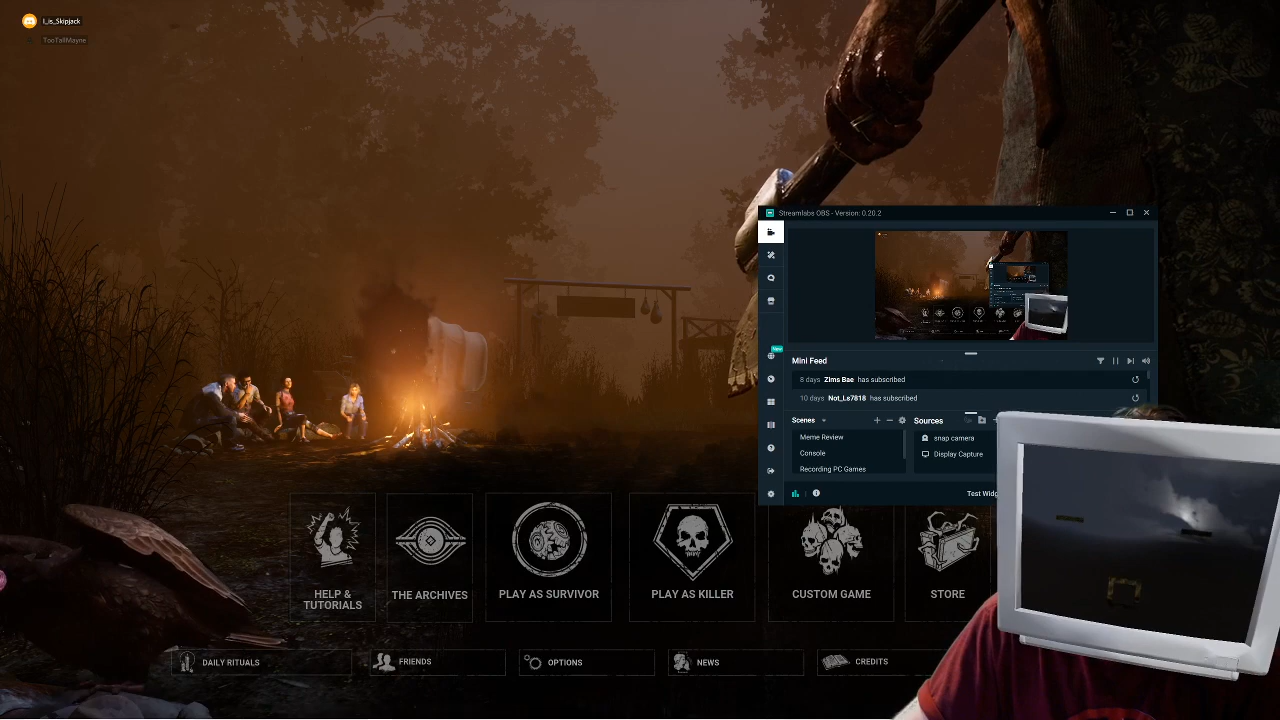 I_is_Skipjack
TooTallMayne
Streamlabs OBS - Version: 0.20.2
New
Mini Feed
8 days Zims Bae has subscribed
10 days Not_Ls7818 has subscribed
Scenes
Sources
Meme Review
Console
Recording PC Games
snap camera
Display Capture
Test Widg
HELP &
TUTORIALS
THE ARCHIVES
PLAY AS SURVIVOR
PLAY AS KILLER
CUSTOM GAME
STORE
DAILY RITUALS
FRIENDS
OPTIONS
NEWS
CREDITS